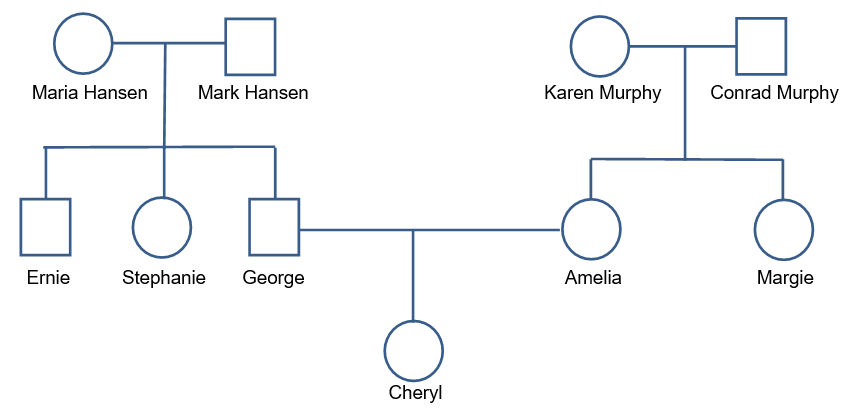 Maria Hansen
Mark Hansen
Karen Murphy
Conrad Murphy
Ernie
Stephanie
George
Amelia
Margie
Cheryl